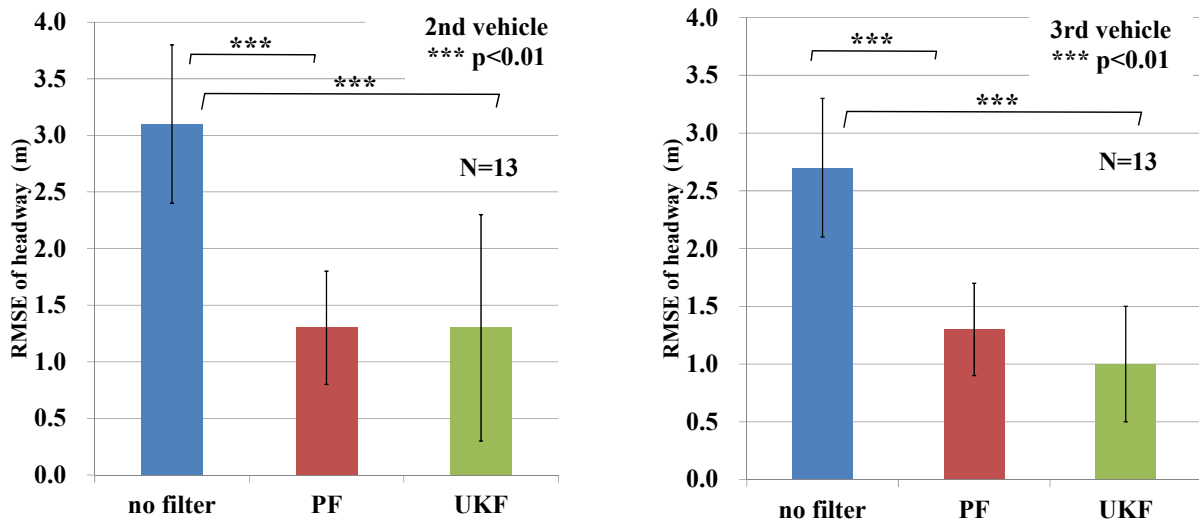 2nd vehicle
*** p<0.01
***
***
N=13
RMSE of headway (m)
4.0
3.5
3.0
2.5
2.0
1.5
1.0
0.5
0.0
no filter PF UKF
3rd vehicle
*** p<0.01
***
***
N=13
RMSE of headway (m)
4.0
3.5
3.0
2.5
2.0
1.5
1.0
0.5
0.0
no filter PF UKF